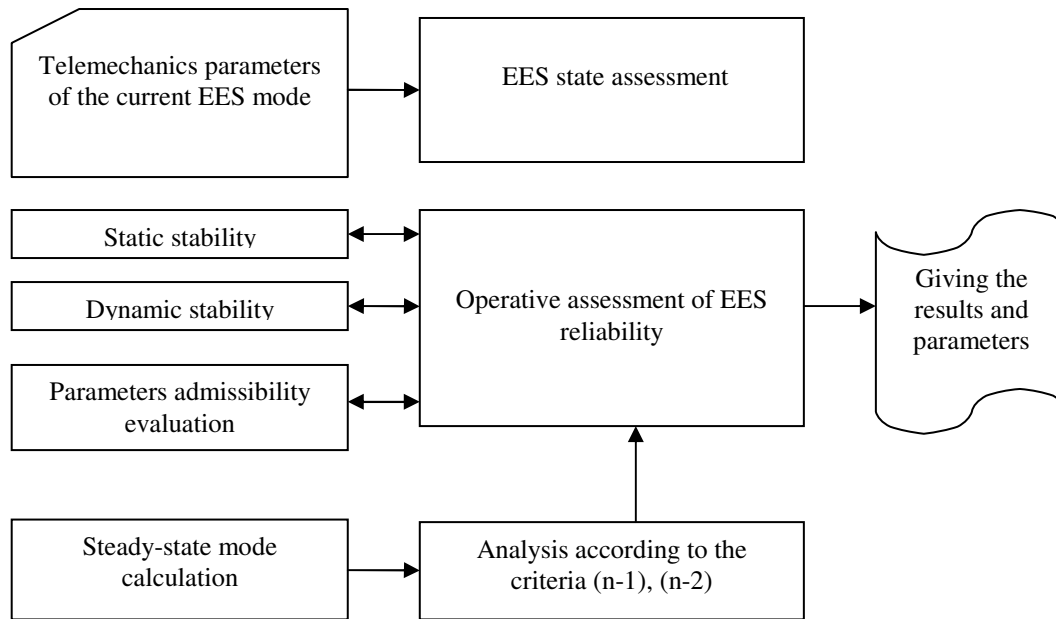 Telemechanics parameters
of the current EES mode
EES state assessment
Static stability
Dynamic stability
Parameters admissibility
evaluation
Operative assessment of EES
reliability
Giving the
results and
parameters
Steady-state mode
calculation
Analysis according to the
criteria (n-1), (n-2)